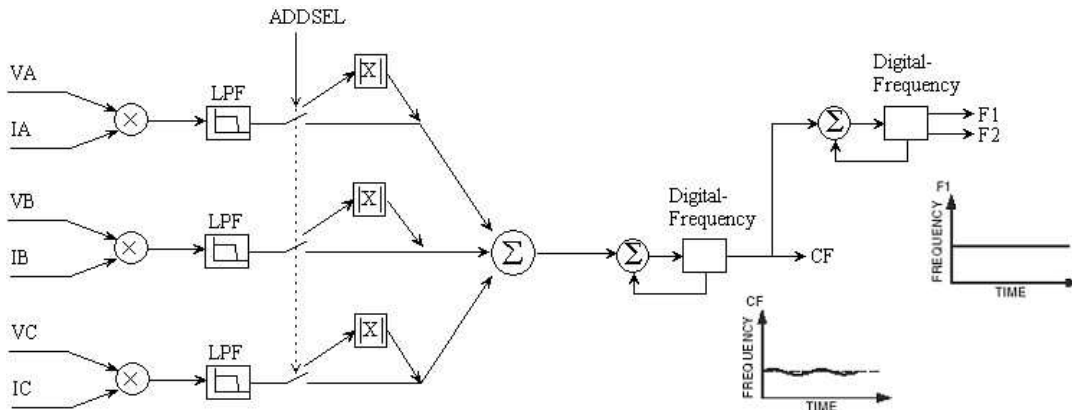 ADDSEL
VA
IA
LPF
|X|
VB
IB
LPF
|X|
VC
IC
LPF
|X|
Σ
Σ
Digital-
Frequency
CF
Σ
Digital-
Frequency
F1
F2
F1
FREQUENCY
TIME
CF
FREQUENCY
TIME